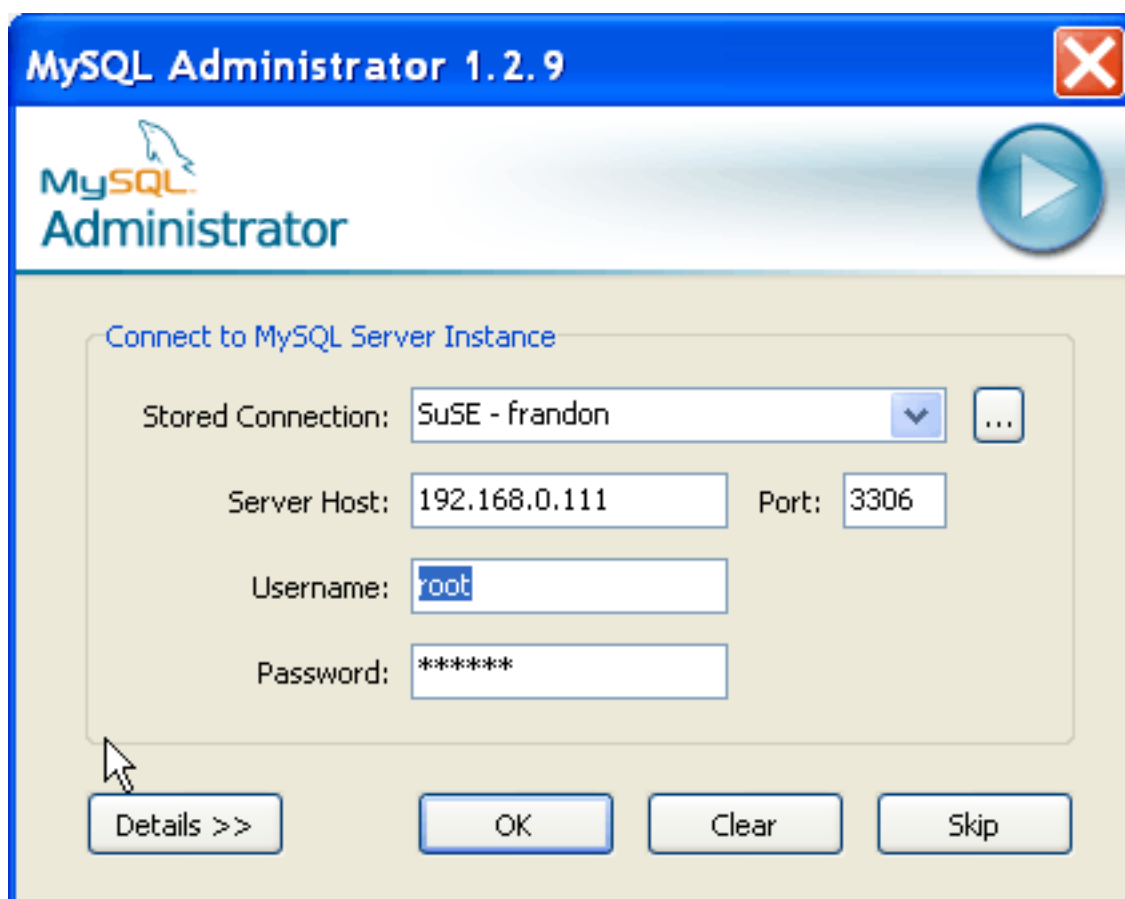 MySQL Administrator 1.2.9
MySQL
Administrator
Connect to MySQL Server Instance
Stored Connection: SuSE - frandon ...
Server Host: 192.168.0.111 Port: 3306
Username: root
Password: ******
Details >> OK Clear Skip